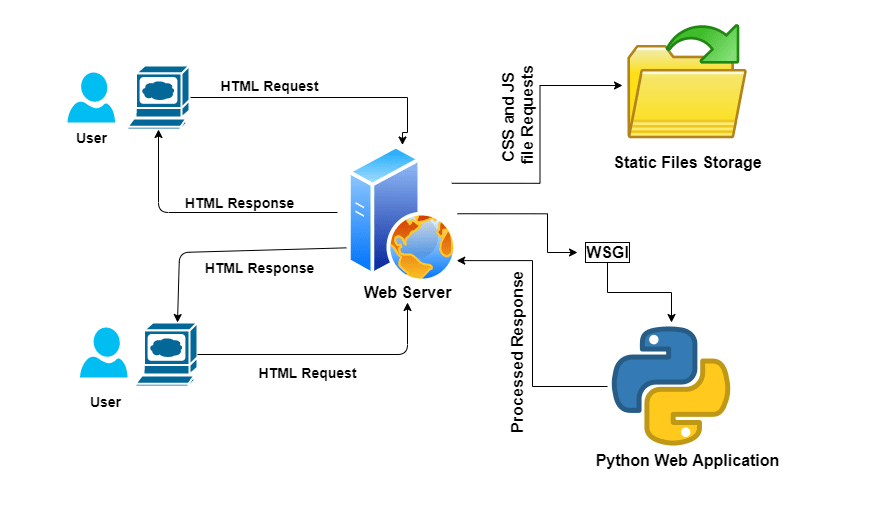 HTML Request
User
HTML Response
CSS and JS
file Requests
Static Files Storage
WSGI
HTML Response
Web Server
Processed Response
HTML Request
User
Python Web Application